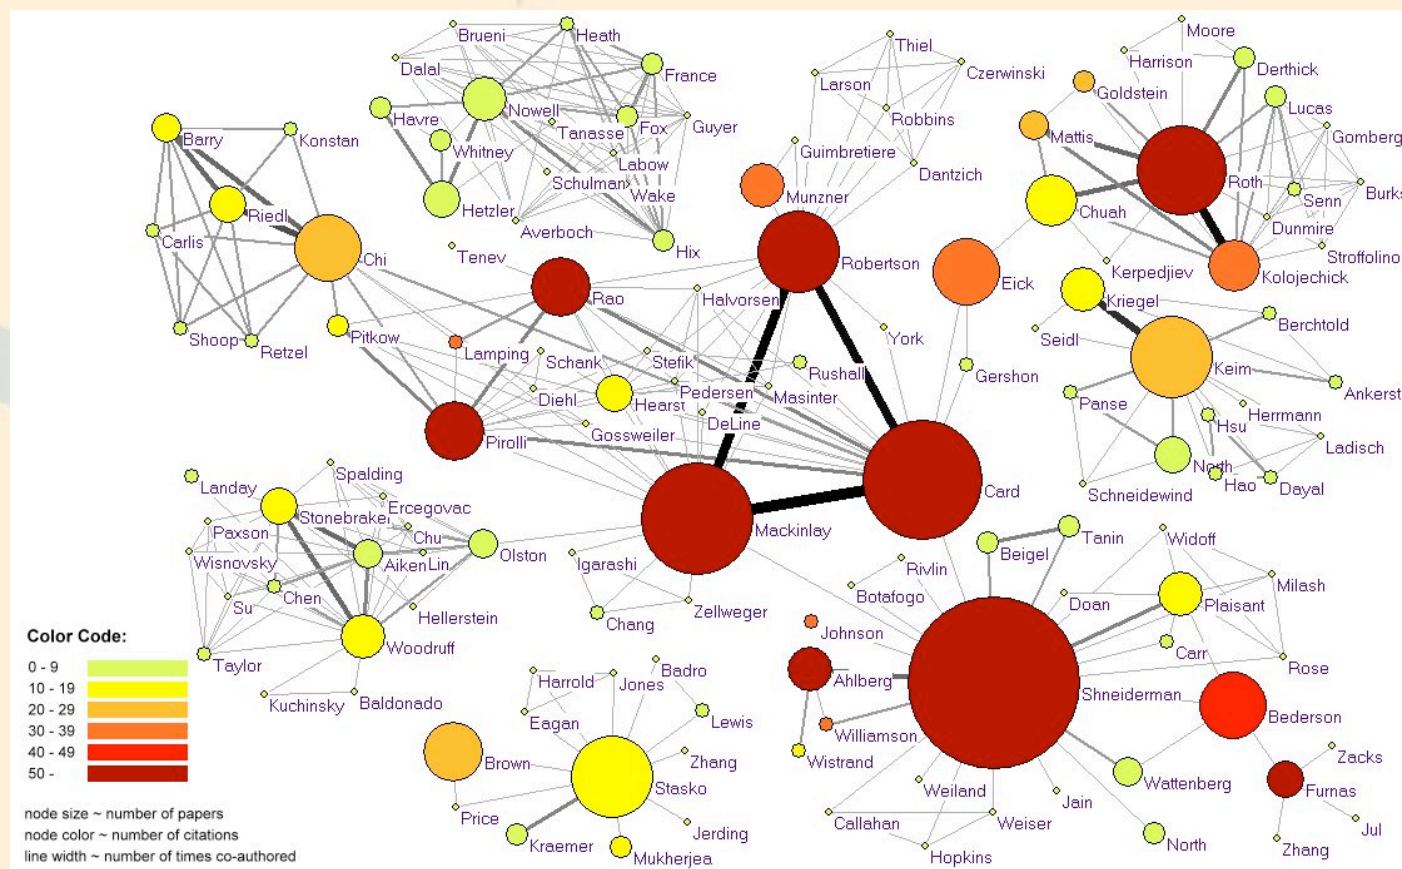 Brueni
Heath
Dalal
France
Nowell
Havre
Fox
Tanasse
Guyer
Whitney
Labow
Schulman
Wake
Hetzler
Averboch
Hix
Thiel
Czerwinski
Larson
Robbins
Guimbretiere
Dantzich
Munzner
Robertson
Moore
Harrison
Derthick
Goldstein
Lucas
Gomberg
Mattis
Roth
Burks
Chuah
Senn
Dunmire
Stroffolino
Kerpedjiev
Kolojechick
Barry
Konstan
Riedl
Carlis
Chi
Shoop
Retzel
Pitkow
Tenev
Rao
Halvorsen
Lamping
Schank
Stefik
York
Rushall
Diehl
Hearst
Pedersen
Masinter
DeLine
Gossweiler
Pirolli
Eick
Gershon
Kriegel
Berchtold
Seidl
Keim
Ankerst
Panse
Herrmann
Hsu
Ladisch
North
Hao
Dayal
Schneidewind
Card
Mackinlay
Spalding
Landay
Ercegovac
Stonebraker
Paxson
Chu
Olston
Wisnovsky
Aiken
Lin
Su
Chen
Hellerstein
Woodruff
Taylor
Kuchinsky
Baldonado
Igarashi
Chang
Zellweger
Rivlin
Botafogo
Beigel
Tanin
Widoff
Doan
Plaisant
Milash
Johnson
Carr
Rose
Ahlberg
Shneiderman
Bederson
Williamson
Wistrand
Wattenberg
Zacks
Weiland
Jain
Furnas
Callahan
Weiser
Jul
Hopkins
North
Zhang
Harrold
Jones
Badro
Eagan
Lewis
Brown
Zhang
Stasko
Price
Jerding
Kraemer
Mukherjea
Color Code:
0 - 9
10 - 19
20 - 29
30 - 39
40 - 49
50 -
node size ~ number of papers
node color ~ number of citations
line width ~ number of times co-authored